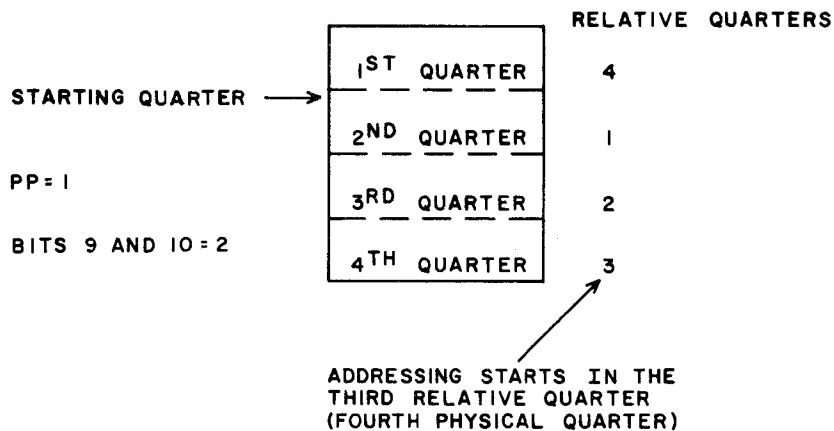 RELATIVE QUARTERS
1ST QUARTER 4
STARTING QUARTER
2ND QUARTER 1
PP=1
3RD QUARTER 2
BITS 9 AND 10=2
4TH QUARTER 3
ADDRESSING STARTS IN THE
THIRD RELATIVE QUARTER
(FOURTH PHYSICAL QUARTER)